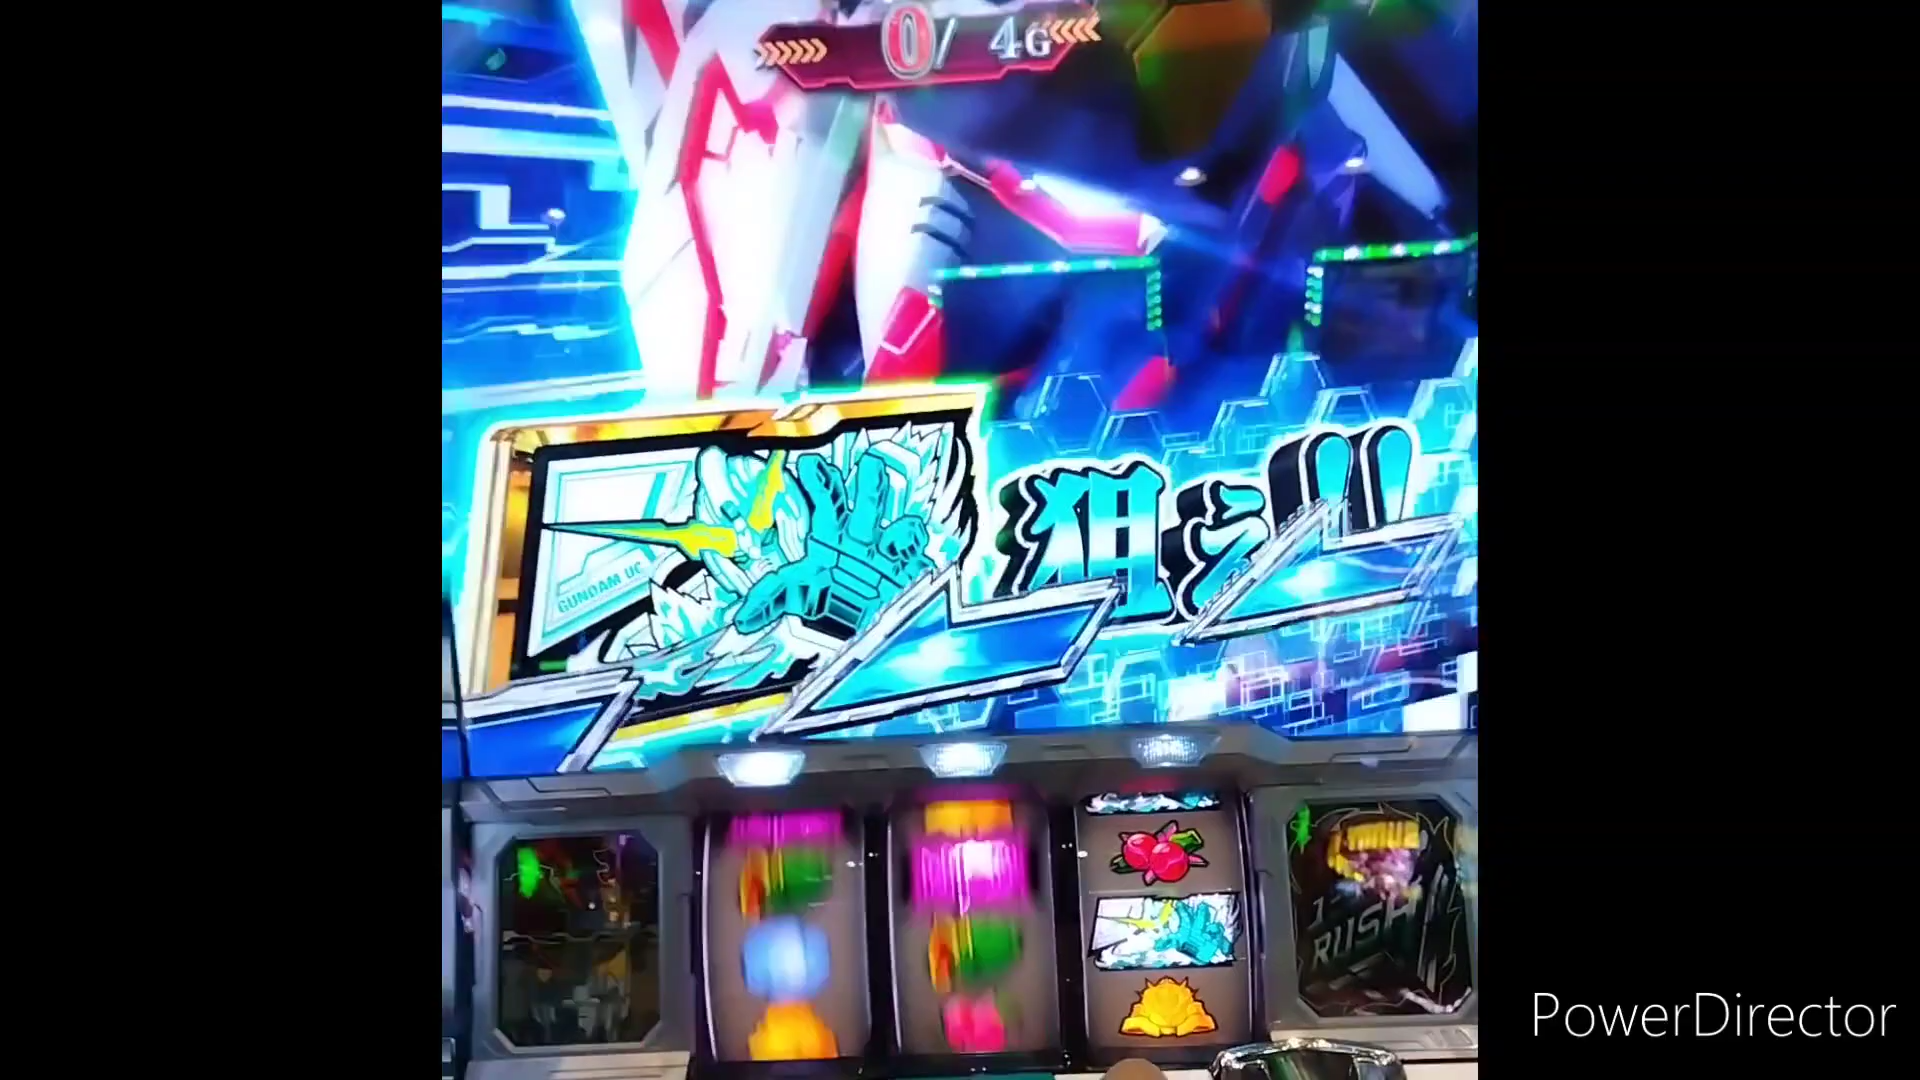 0/ 4G
GUNDAM UC
狙え!!
RUSH
PowerDirector